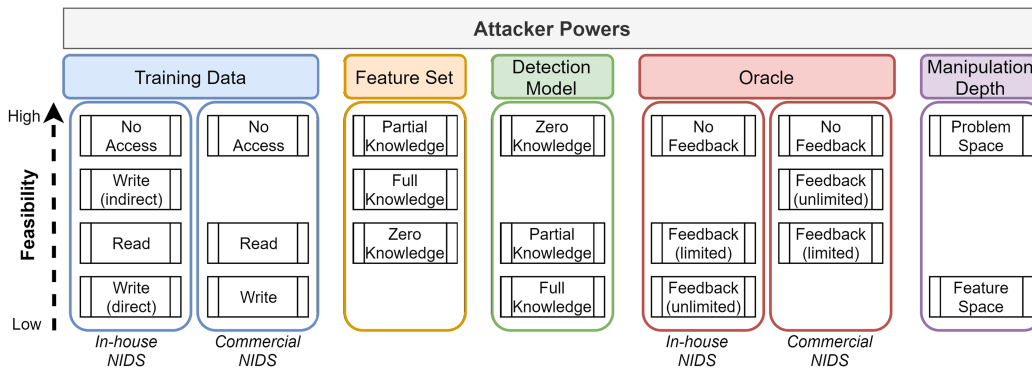 Attacker Powers
Training Data
Feature Set
Detection
Model
Oracle
Manipulation
Depth
High
Feasibility
Low
No
Access
Write
(indirect)
Read
Write
(direct)
In-house
NIDS
No
Access
Read
Write
Commercial
NIDS
Partial
Knowledge
Full
Knowledge
Zero
Knowledge
Zero
Knowledge
Partial
Knowledge
Full
Knowledge
No
Feedback
Feedback
(limited)
Feedback
(unlimited)
In-house
NIDS
No
Feedback
Feedback
(unlimited)
Feedback
(limited)
Commercial
NIDS
Problem
Space
Feature
Space